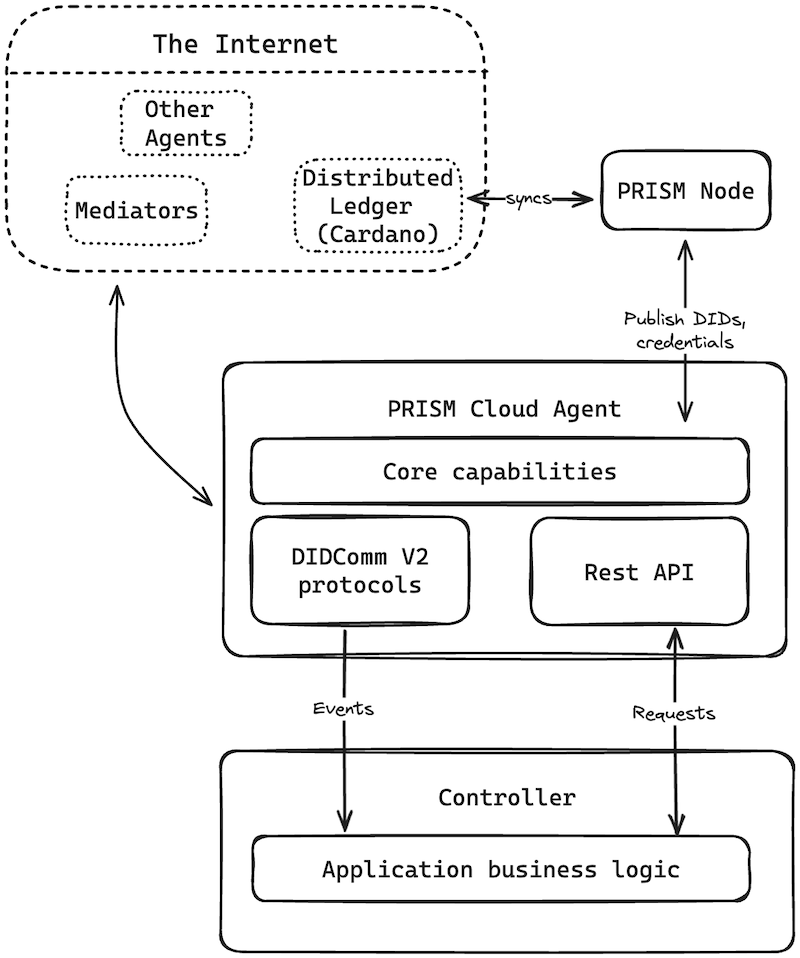 The Internet
Other
Agents
Mediators
Distributed
Ledger
(Cardano)
syncs
PRISM Node
Publish DIDs,
credentials
PRISM Cloud Agent
Core capabilities
DIDComm V2
protocols
Rest API
Events
Requests
Controller
Application business logic